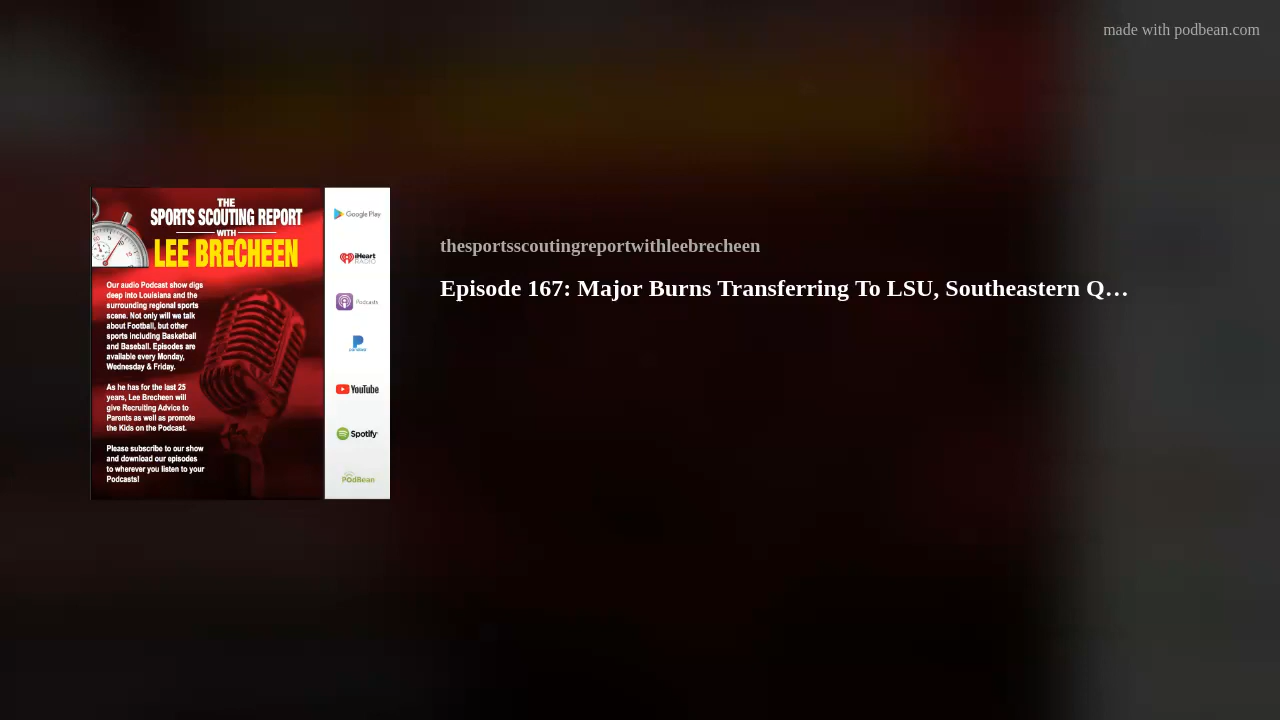 made with podbean.com
THE
SPORTS SCOUTING REPORT
WITH
LEE BRECHEEN
Our audio Podcast show digs
deep into Louisiana and the
surrounding regional sports
scene. Not only will we talk
about Football, but other
sports including Basketball
and Baseball. Episodes are
available every Monday,
Wednesday & Friday.
As he has for the last 25
years, Lee Brecheen will
give Recruiting Advice to
Parents as well as promote
the Kids on the Podcast.
Please subscribe to our show
and download our episodes
to wherever you listen to your
Podcasts!
Google Play
iHeart
RADIO
Podcasts
YouTube
Spotify
PodBean
thesportsscoutingreportwithleebrecheen
Episode 167: Major Burns Transferring To LSU, Southeastern Q…